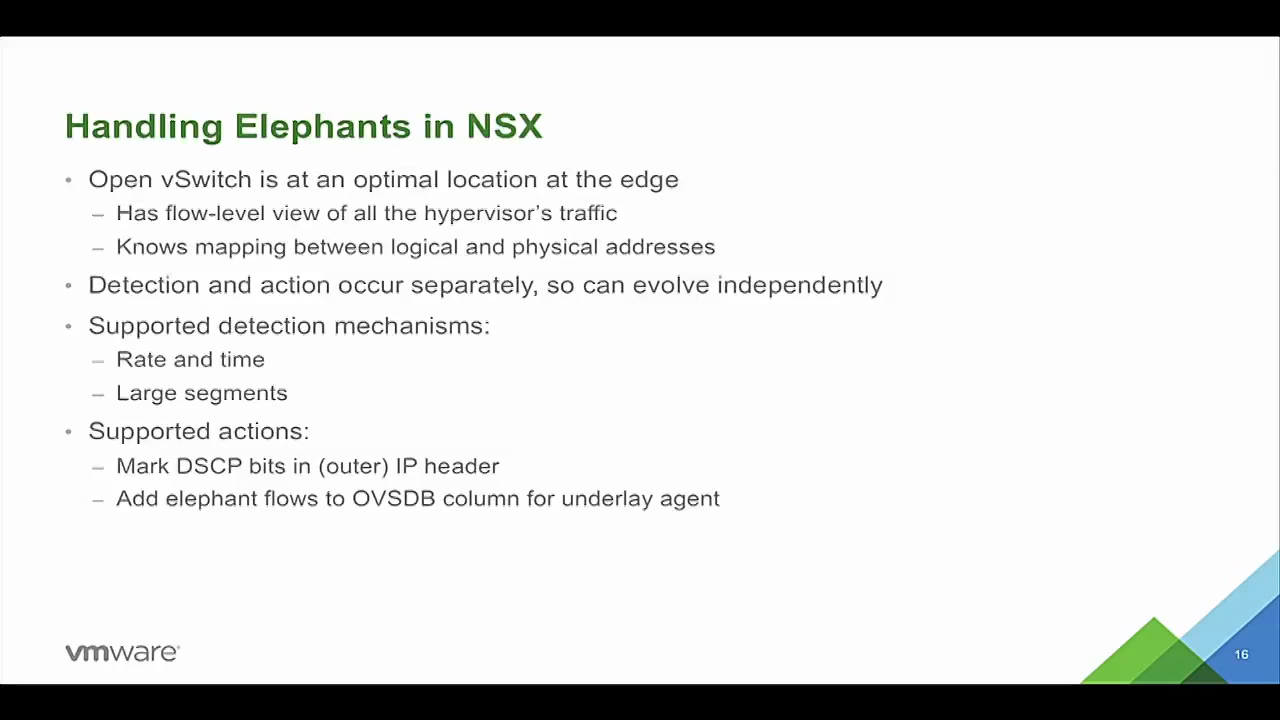 Handling Elephants in NSX
• Open vSwitch is at an optimal location at the edge
– Has flow-level view of all the hypervisor's traffic
– Knows mapping between logical and physical addresses
• Detection and action occur separately, so can evolve independently
• Supported detection mechanisms:
– Rate and time
– Large segments
• Supported actions:
– Mark DSCP bits in (outer) IP header
– Add elephant flows to OVSDB column for underlay agent
vmware
16